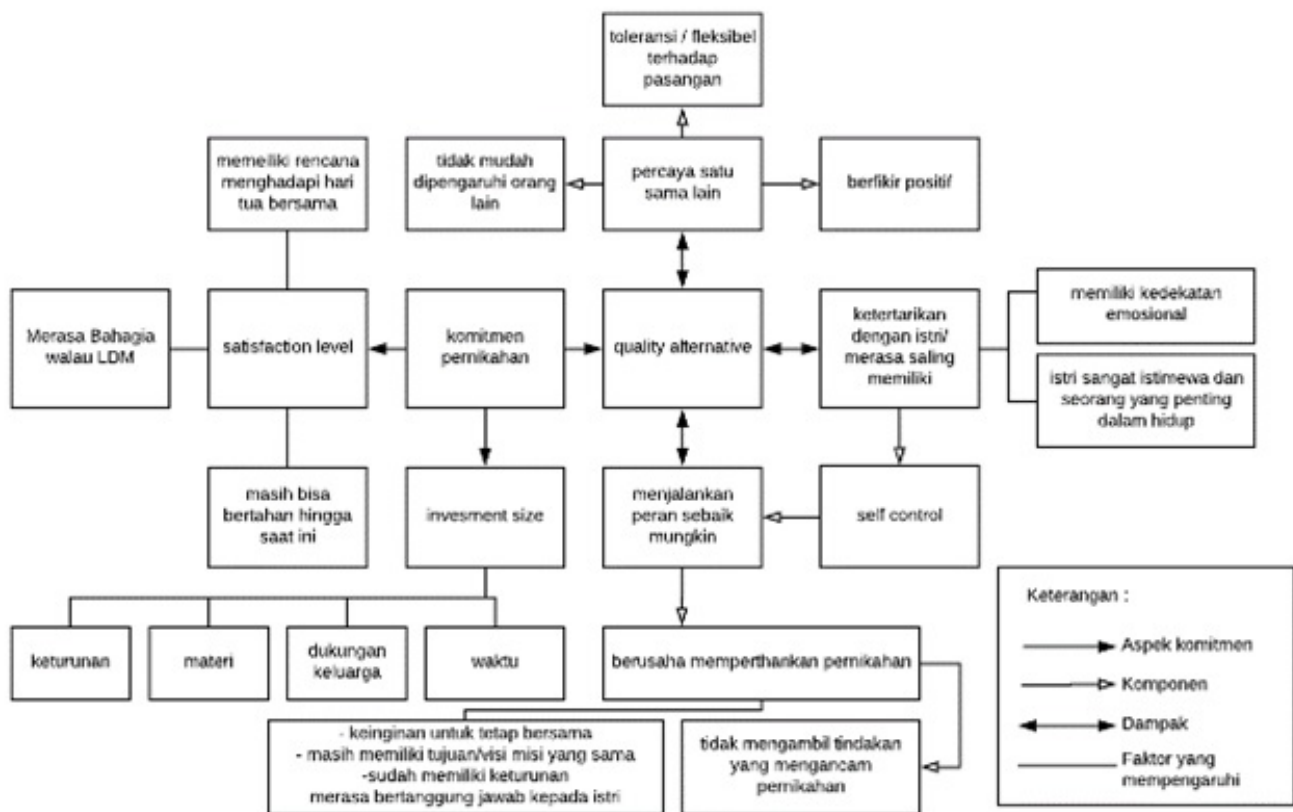 toleransi / fleksibel
terhadap
pasangan
memeiliki rencana
menghadapi hari
tua bersama
tidak mudah
dipengaruhi orang
lain
percaya satu
sama lain
berfikir positif
Merasa Bahagia
walau LDM
satisfaction level
komitmen
pernikahan
quality alternative
ketertarikan
dengan istri/
merasa saling
memiliki
memiliki kedekatan
emosional
istri sangat istimewa dan
seorang yang penting
dalam hidup
masih bisa
bertahan hingga
saat ini
invesment size
menjalankan
peran sebaik
mungkin
self control
keturunan
materi
dukungan
keluarga
waktu
berusaha memperthankan pernikahan
- keinginan untuk tetap bersama
- masih memiliki tujuan/visi misi yang sama
-sudah memiliki keturunan
merasa bertanggung jawab kepada istri
tidak mengambil tindakan
yang mengancam
pernikahan
Keterangan :
Aspek komitmen
Komponen
Dampak
Faktor yang
mempengaruhi